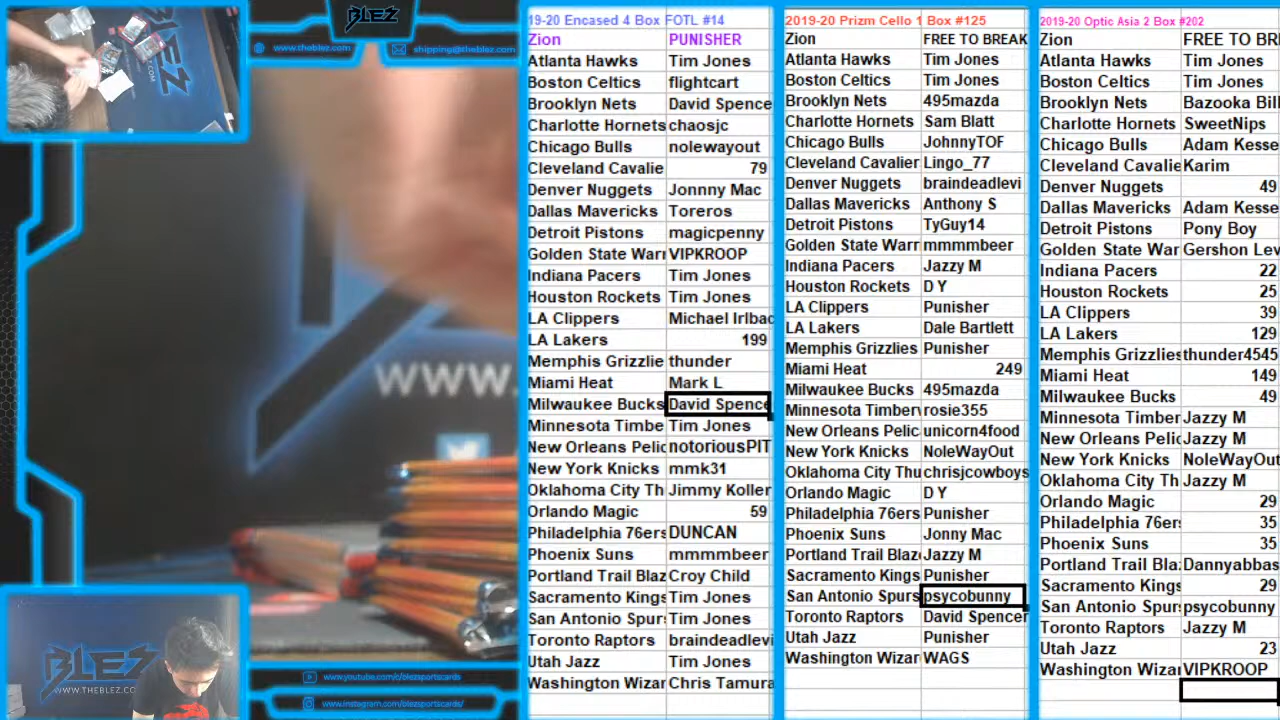 BLEZ
www.theblez.com
shipping@theblez.com
WWW.
BLEZ
WWW.THEBLEZ.COM
www.youtube.com/c/blezsportscards
www.instagram.com/blezsportscards/
19-20 Encased 4 Box FOTL #14
Zion PUNISHER
Atlanta Hawks Tim Jones
Boston Celtics flightcart
Brooklyn Nets David Spence
Charlotte Hornets chaosjc
Chicago Bulls nolewayout
Cleveland Cavalie 79
Denver Nuggets Jonnny Mac
Dallas Mavericks Toreros
Detroit Pistons magicpenny
Golden State Warr VIPKROOP
Indiana Pacers Tim Jones
Houston Rockets Tim Jones
LA Clippers Michael Irlbac
LA Lakers 199
Memphis Grizzlie thunder
Miami Heat Mark L
Milwaukee Bucks David Spence
Minnesota Timbe Tim Jones
New Orleans Pelic notoriousPIT
New York Knicks mmk31
Oklahoma City Th Jimmy Koller
Orlando Magic 59
Philadelphia 76ers DUNCAN
Phoenix Suns mmmmbeer
Portland Trail Blaz Croy Child
Sacramento Kings Tim Jones
San Antonio Spurs Tim Jones
Toronto Raptors braindeadlevi
Utah Jazz Tim Jones
Washington Wizar Chris Tamura
2019-20 Prizm Cello 1 Box #125
Zion FREE TO BREAK
Atlanta Hawks Tim Jones
Boston Celtics Tim Jones
Brooklyn Nets 495mazda
Charlotte Hornets Sam Blatt
Chicago Bulls JohnnyTOF
Cleveland Cavalier Lingo_77
Denver Nuggets braindeadlevi
Dallas Mavericks Anthony S
Detroit Pistons TyGuy14
Golden State Warr mmmmbeer
Indiana Pacers Jazzy M
Houston Rockets D Y
LA Clippers Punisher
LA Lakers Dale Bartlett
Memphis Grizzlies Punisher
Miami Heat 249
Milwaukee Bucks 495mazda
Minnesota Timberv rosie355
New Orleans Pelic unicorn4food
New York Knicks NoleWayOut
Oklahoma City Thu chrisjcowboys
Orlando Magic D Y
Philadelphia 76ers Punisher
Phoenix Suns Jonny Mac
Portland Trail Blaze Jazzy M
Sacramento Kings Punisher
San Antonio Spurs psycobunny
Toronto Raptors David Spencer
Utah Jazz Punisher
Washington Wizar WAGS
2019-20 Optic Asia 2 Box #202
Zion FREE TO BRE
Atlanta Hawks Tim Jones
Boston Celtics Tim Jones
Brooklyn Nets Bazooka Bill
Charlotte Hornets SweetNips
Chicago Bulls Adam Kesse
Cleveland Cavalie Karim
Denver Nuggets 49
Dallas Mavericks Adam Kesse
Detroit Pistons Pony Boy
Golden State War Gershon Lev
Indiana Pacers 22
Houston Rockets 25
LA Clippers 39
LA Lakers 129
Memphis Grizzlies thunder4545
Miami Heat 149
Milwaukee Bucks 49
Minnesota Timber Jazzy M
New Orleans Pelic Jazzy M
New York Knicks NoleWayOut
Oklahoma City Th Jazzy M
Orlando Magic 29
Philadelphia 76ers 35
Phoenix Suns 35
Portland Trail Bla Dannyabbas
Sacramento Kings 29
San Antonio Spurs psycobunny
Toronto Raptors Jazzy M
Utah Jazz 23
Washington Wizar VIPKROOP